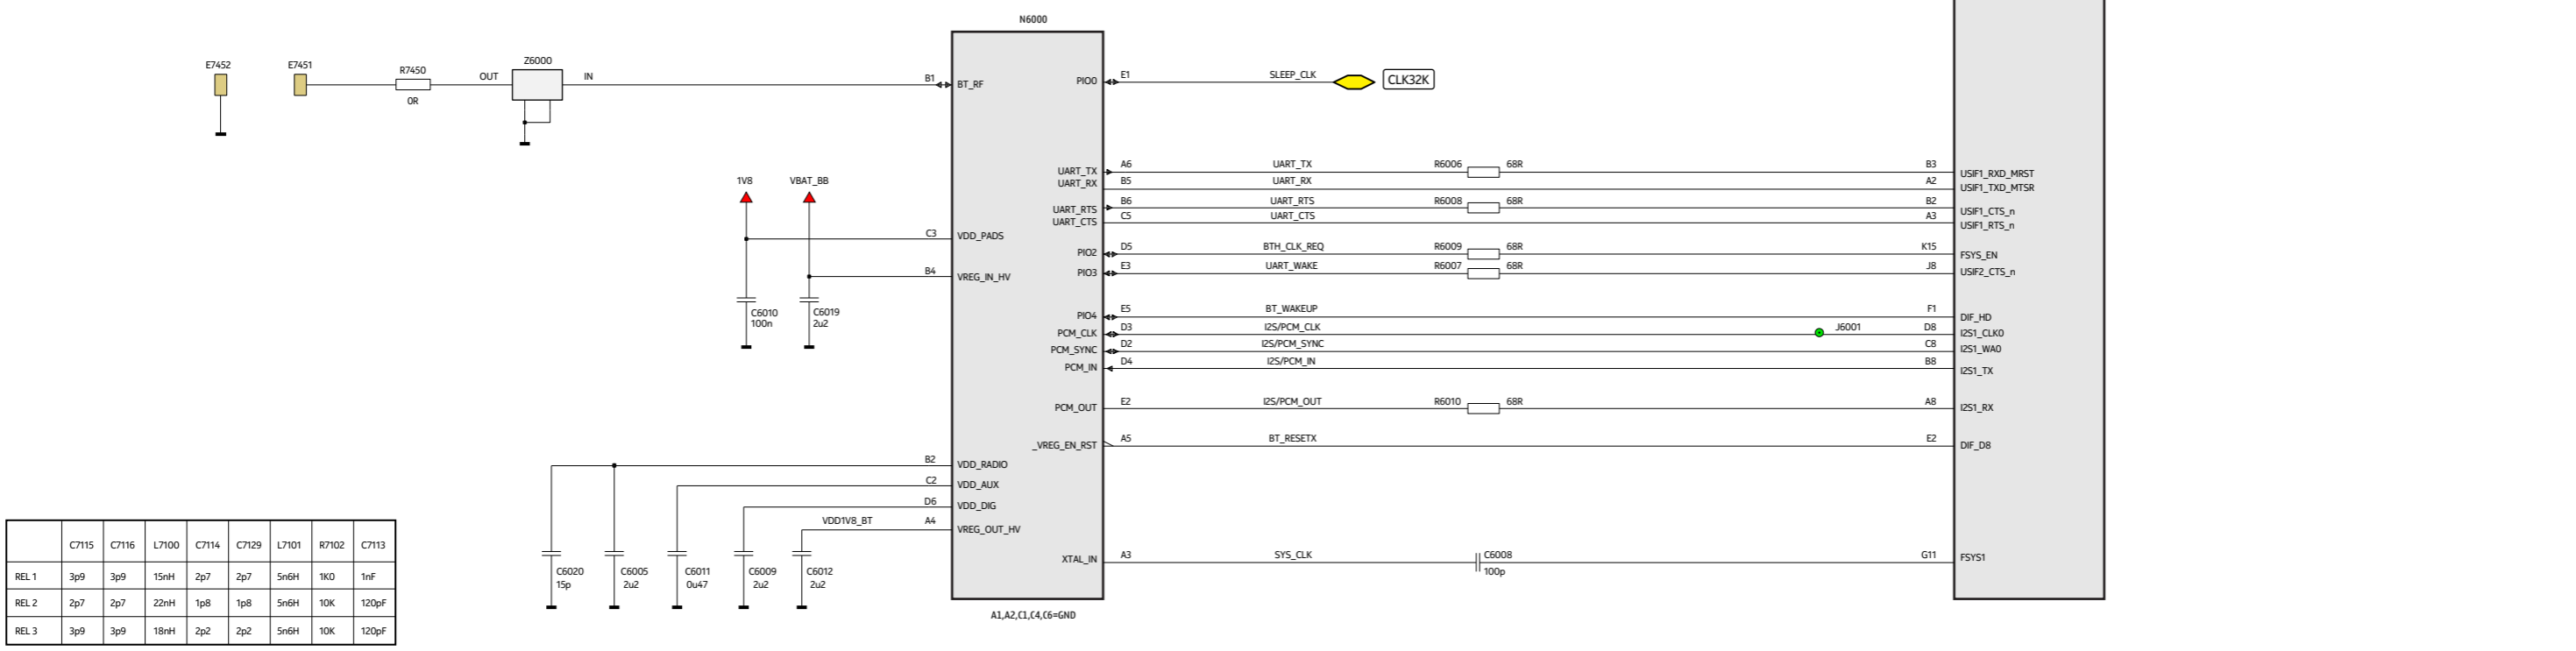 N6000
E7452
E7451
R7450
0R
OUT
Z6000
IN
B1
BT_RF
PIO0
E1
SLEEP_CLK
CLK32K
UART_TX
A6
UART_TX
R6006
68R
B3
USIF1_RXD_MRST
UART_RX
B5
UART_RX
A2
USIF1_TXD_MTSR
UART_RTS
B6
UART_RTS
R6008
68R
B2
USIF1_CTS_n
UART_CTS
C5
UART_CTS
A3
USIF1_RTS_n
1V8
VBAT_BB
C3
VDD_PADS
B4
VREG_IN_HV
C6010
100n
C6019
2u2
PIO2
D5
BTH_CLK_REQ
R6009
68R
K15
FSYS_EN
PIO3
E3
UART_WAKE
R6007
68R
J8
USIF2_CTS_n
PIO4
E5
BT_WAKEUP
F1
DIF_HD
PCM_CLK
D3
I2S/PCM_CLK
J6001
D8
I2S1_CLK0
PCM_SYNC
D2
I2S/PCM_SYNC
C8
I2S1_WA0
PCM_IN
D4
I2S/PCM_IN
B8
I2S1_TX
PCM_OUT
E2
I2S/PCM_OUT
R6010
68R
A8
I2S1_RX
_VREG_EN_RST
A5
BT_RESETX
E2
DIF_D8
B2
VDD_RADIO
C2
VDD_AUX
D6
VDD_DIG
VDD1V8_BT
A4
VREG_OUT_HV
C6020
15p
C6005
2u2
C6011
0u47
C6009
2u2
C6012
2u2
XTAL_IN
A3
SYS_CLK
C6008
100p
G11
FSYS1
A1,A2,C1,C4,C6=GND
C7115 C7116 L7100 C7114 C7129 L7101 R7102 C7113
REL 1 3p9 3p9 15nH 2p7 2p7 5n6H 1K0 1nF
REL 2 2p7 2p7 22nH 1p8 1p8 5n6H 10K 120pF
REL 3 3p9 3p9 18nH 2p2 2p2 5n6H 10K 120pF